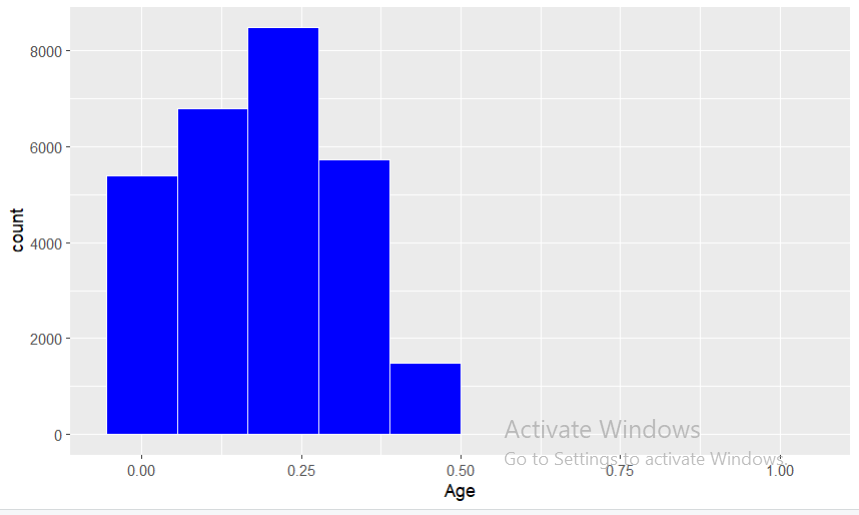 8000
6000
4000
2000
0
count
0.00 0.25 0.50 0.75 1.00
Age
Activate Windows
Go to Settings to activate Windows.